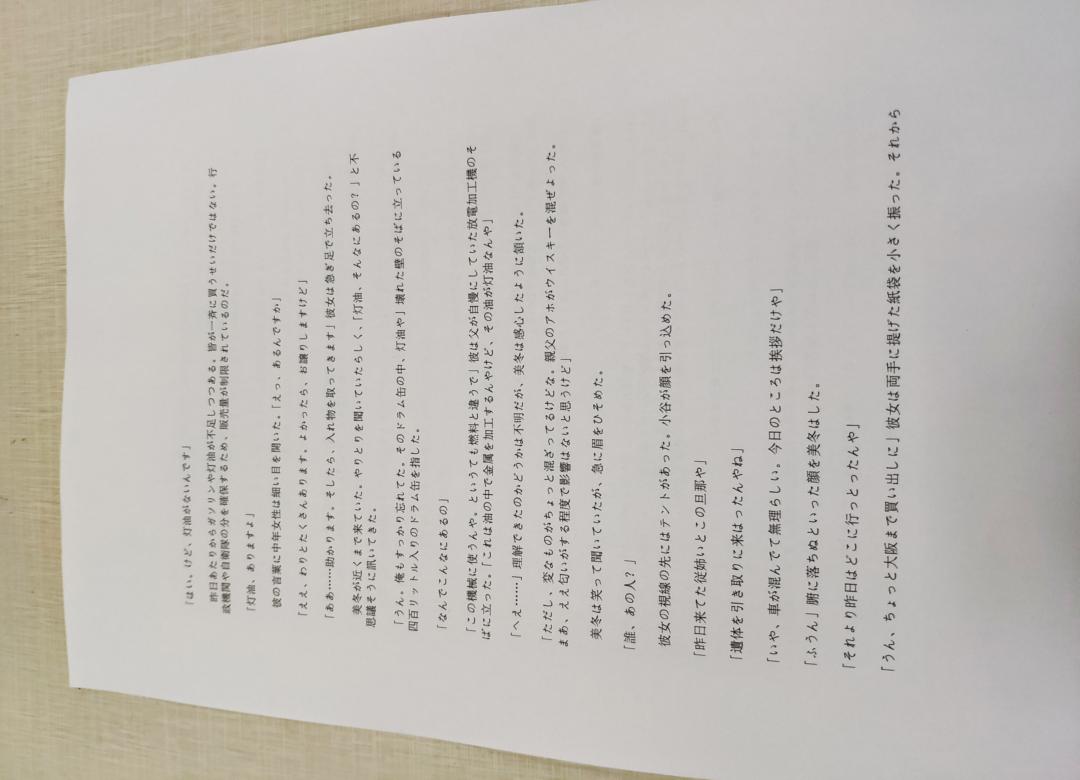 「はい。けど、灯油がないんです」
昨日あたりからガソリンや灯油が不足しつつある。皆が一斉に買うせいだけではない。行
政機関や自衛隊の分を確保するため、販売量が制限されているのだ。
「灯油、ありますよ」
彼の言葉に中年女性は細い目を開いた。「えっ、あるんですか」
「ええ、わりとたくさんあります。よかったら、お譲りしますけど」
「ああ……助かります。そしたら、入れ物を取ってきます」彼女は急ぎ足で立ち去った。
美冬が近くまで来ていた。やりとりを聞いていたらしく、「灯油、そんなにあるの?」と不
思議そうに訊いてきた。
「うん。俺もすっかり忘れてた。そのドラム缶の中、灯油や」壊れた壁のそばに立っている
四百リットル入りのドラム缶を指した。
「なんでこんなにあるの」
「この機械に使うんや。というても燃料と違うで」彼は父が自慢にしていた放電加工機のそ
ばに立った。「これは油の中で金属を加工するんやけど、その油が灯油なんや」
「へえ……」理解できたのかどうかは不明だが、美冬は感心したように頷いた。
「ただし、変なものがちょっと混ざってるけどな。親父のアホがウイスキーを混ぜよった。
まあ、ええ匂いがする程度で影響はないと思うけど」
美冬は笑って聞いていたが、急に眉をひそめた。
「誰、あの人?」
彼女の視線の先にはテントがあった。小谷が顔を引っ込めた。
「昨日来てた従姉いとこの旦那や」
「遺体を引き取りに来はったんやね」
「いや、車が混んでて無理らしい。今日のところは挨拶だけや」
「ふうん」腑に落ちぬといった顔を美冬はした。
「それより昨日はどこに行っとったんや」
「うん、ちょっと大阪まで買い出しに」彼女は両手に提げた紙袋を小さく振った。それから